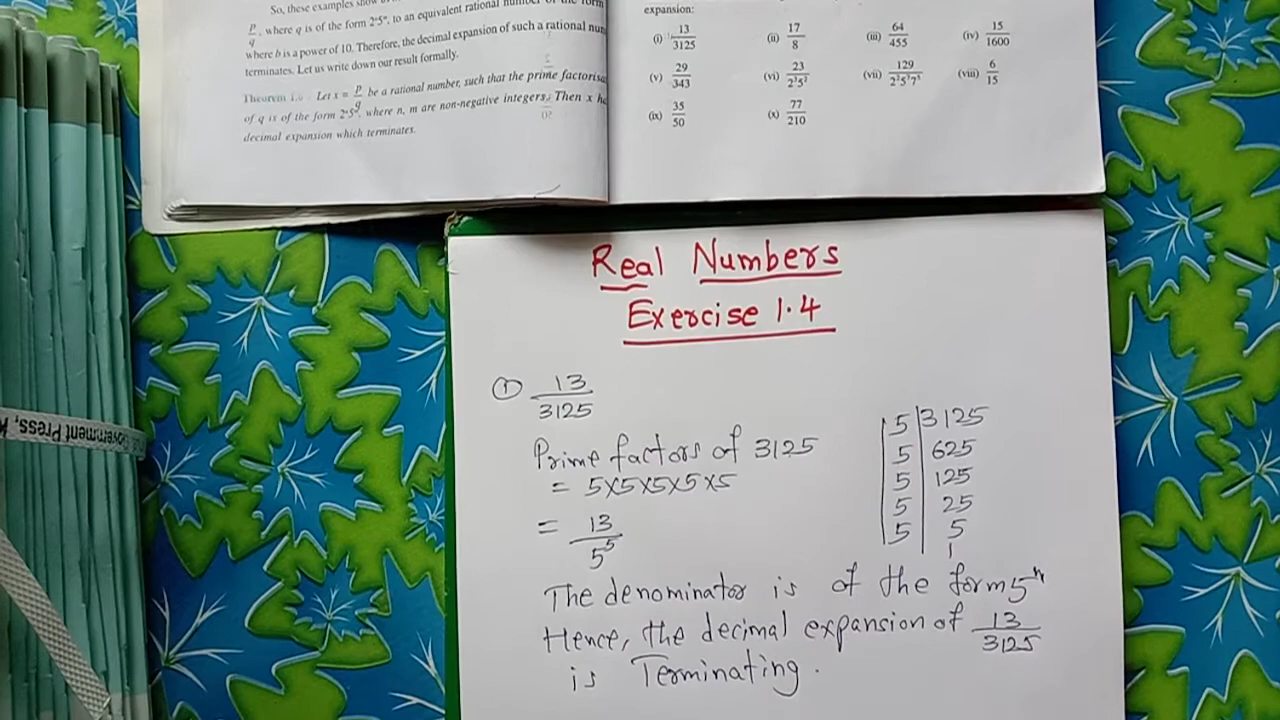 So, these examples show
p/q, where q is of the form 2ⁿ5ᵐ, to an equivalent rational number of the form
where b is a power of 10. Therefore, the decimal expansion of such a rational
terminates. Let us write down our result formally.
Theorem Let x = p/q be a rational number, such that the prime
of q is of the form 2ⁿ5ᵐ, where n, m are non-negative integers. Then x
decimal expansion which terminates.
expansion:
(i) 13/3125 (ii) 17/8 (iii) 64/455 (iv) 15/1600
(v) 29/343 (vi) 23/2³5² (vii) 129/2²5⁷7⁵ (viii) 6/15
(ix) 35/50 (x) 77/210
Real Numbers
Exercise 1.4
① 13/3125
Prime factors of 3125
= 5×5×5×5×5
= 13/5⁵
5 3125
5 625
5 125
5 25
5 5
1
The denominator is of the form 5ⁿ
Hence, the decimal expansion of 13/3125
is Terminating.
overnment Press,